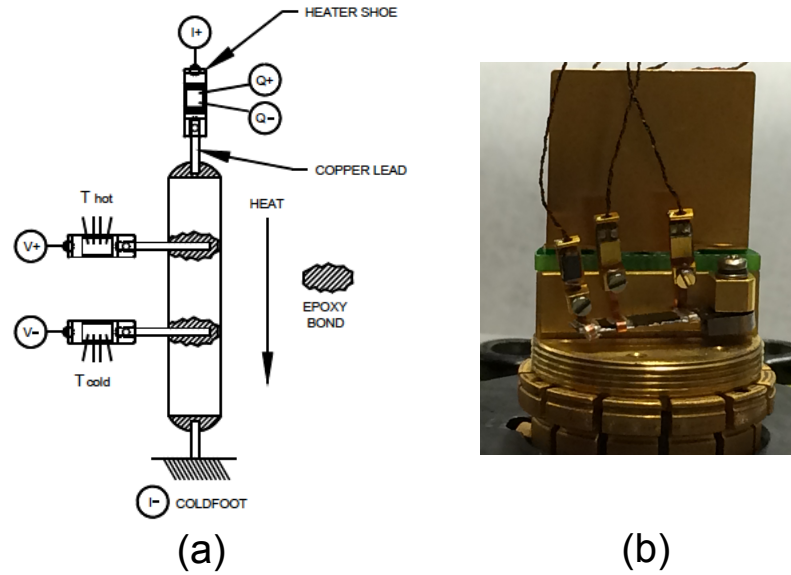 I+
HEATER SHOE
Q+
Q−
COPPER LEAD
T hot
HEAT
V+
EPOXY
BOND
V−
T cold
I−
COLDFOOT
(a)
(b)